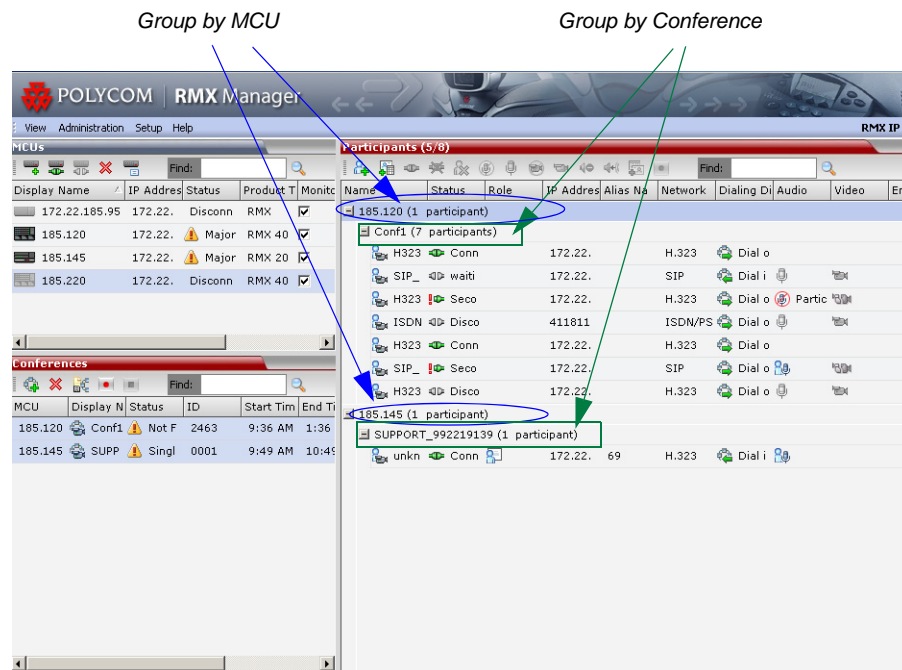 Group by MCU
Group by Conference
POLYCOM | RMX Manager
View Administration Setup Help
RMX IP
MCUs
Find:
Display Name IP Addres Status Product T Monito
172.22.185.95 172.22. Disconn RMX
185.120 172.22. Major RMX 40
185.145 172.22. Major RMX 20
185.220 172.22. Disconn RMX 40
Conferences
Find:
MCU Display N Status ID Start Tim End Ti
185.120 Conf1 Not F 2463 9:36 AM 1:36
185.145 SUPP Singl 0001 9:49 AM 10:49
Participants (5/8)
Find:
Name Status Role IP Addres Alias Na Network Dialing Di Audio Video En
185.120 (1 participant)
Conf1 (7 participants)
H323 Conn 172.22. H.323 Dial o
SIP_ waiti 172.22. SIP Dial i
H323 Seco 172.22. H.323 Dial o Partic
ISDN Disco 411811 ISDN/PS Dial o
H323 Conn 172.22. H.323 Dial o
SIP_ Seco 172.22. SIP Dial o
H323 Disco 172.22. H.323 Dial o
185.145 (1 participant)
SUPPORT_992219139 (1 participant)
unkn Conn 172.22. 69 H.323 Dial i